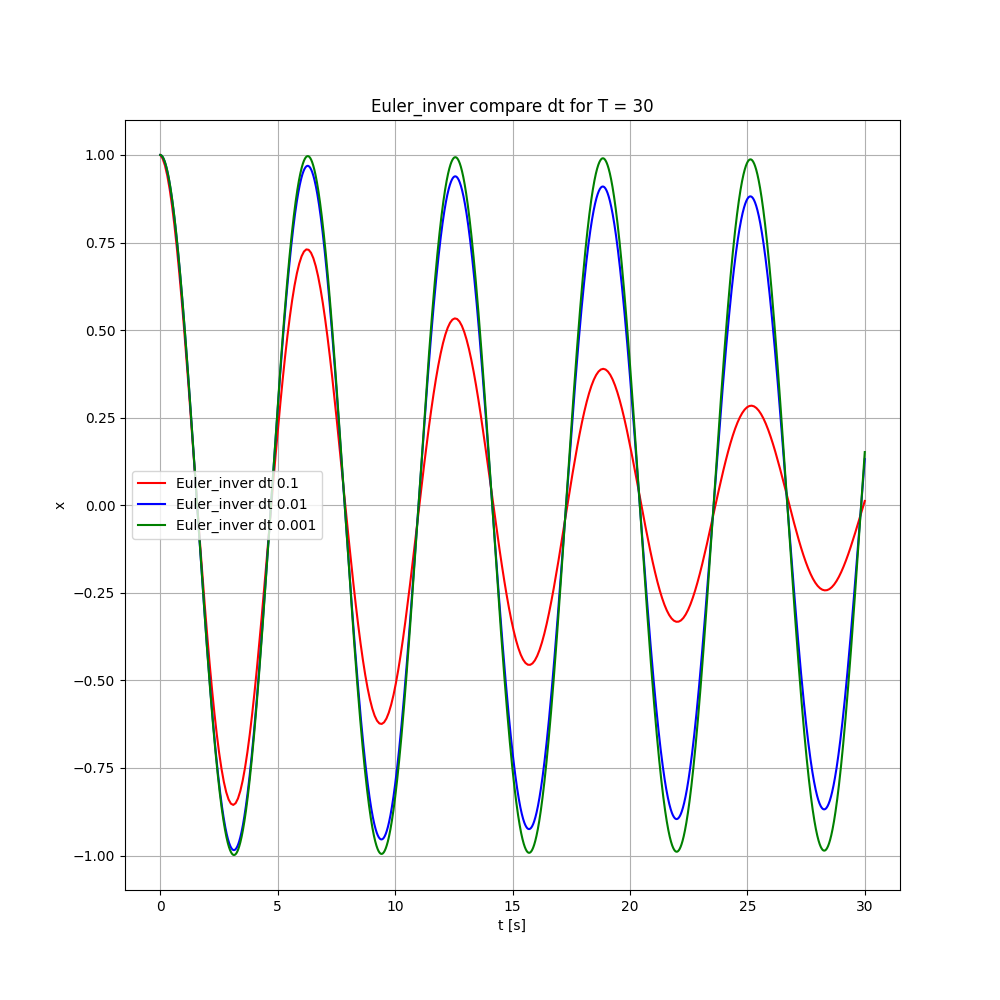 Euler_inver compare dt for T = 30
1.00
0.75
0.50
0.25
0.00
−0.25
−0.50
−0.75
−1.00
x
Euler_inver dt 0.1
Euler_inver dt 0.01
Euler_inver dt 0.001
0 5 10 15 20 25 30
t [s]